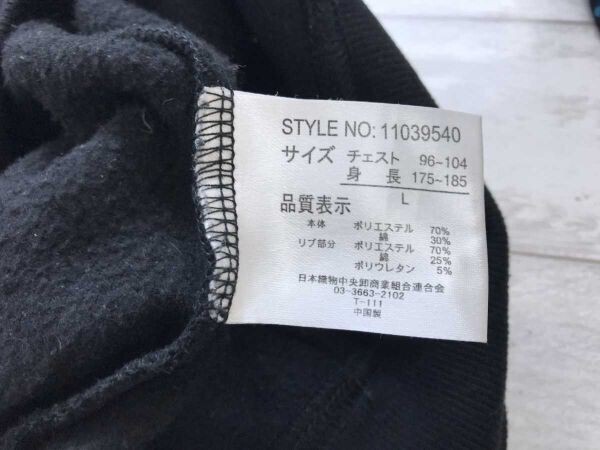 STYLE NO: 11039540
サイズ チェスト 96~104
身 長 175~185
L
品質表示
本体 ポリエステル 70%
綿 30%
リブ部分 ポリエステル 70%
綿 25%
ポリウレタン 5%
日本織物中央卸商業組合連合会
03-3663-2102
T-111
中国製